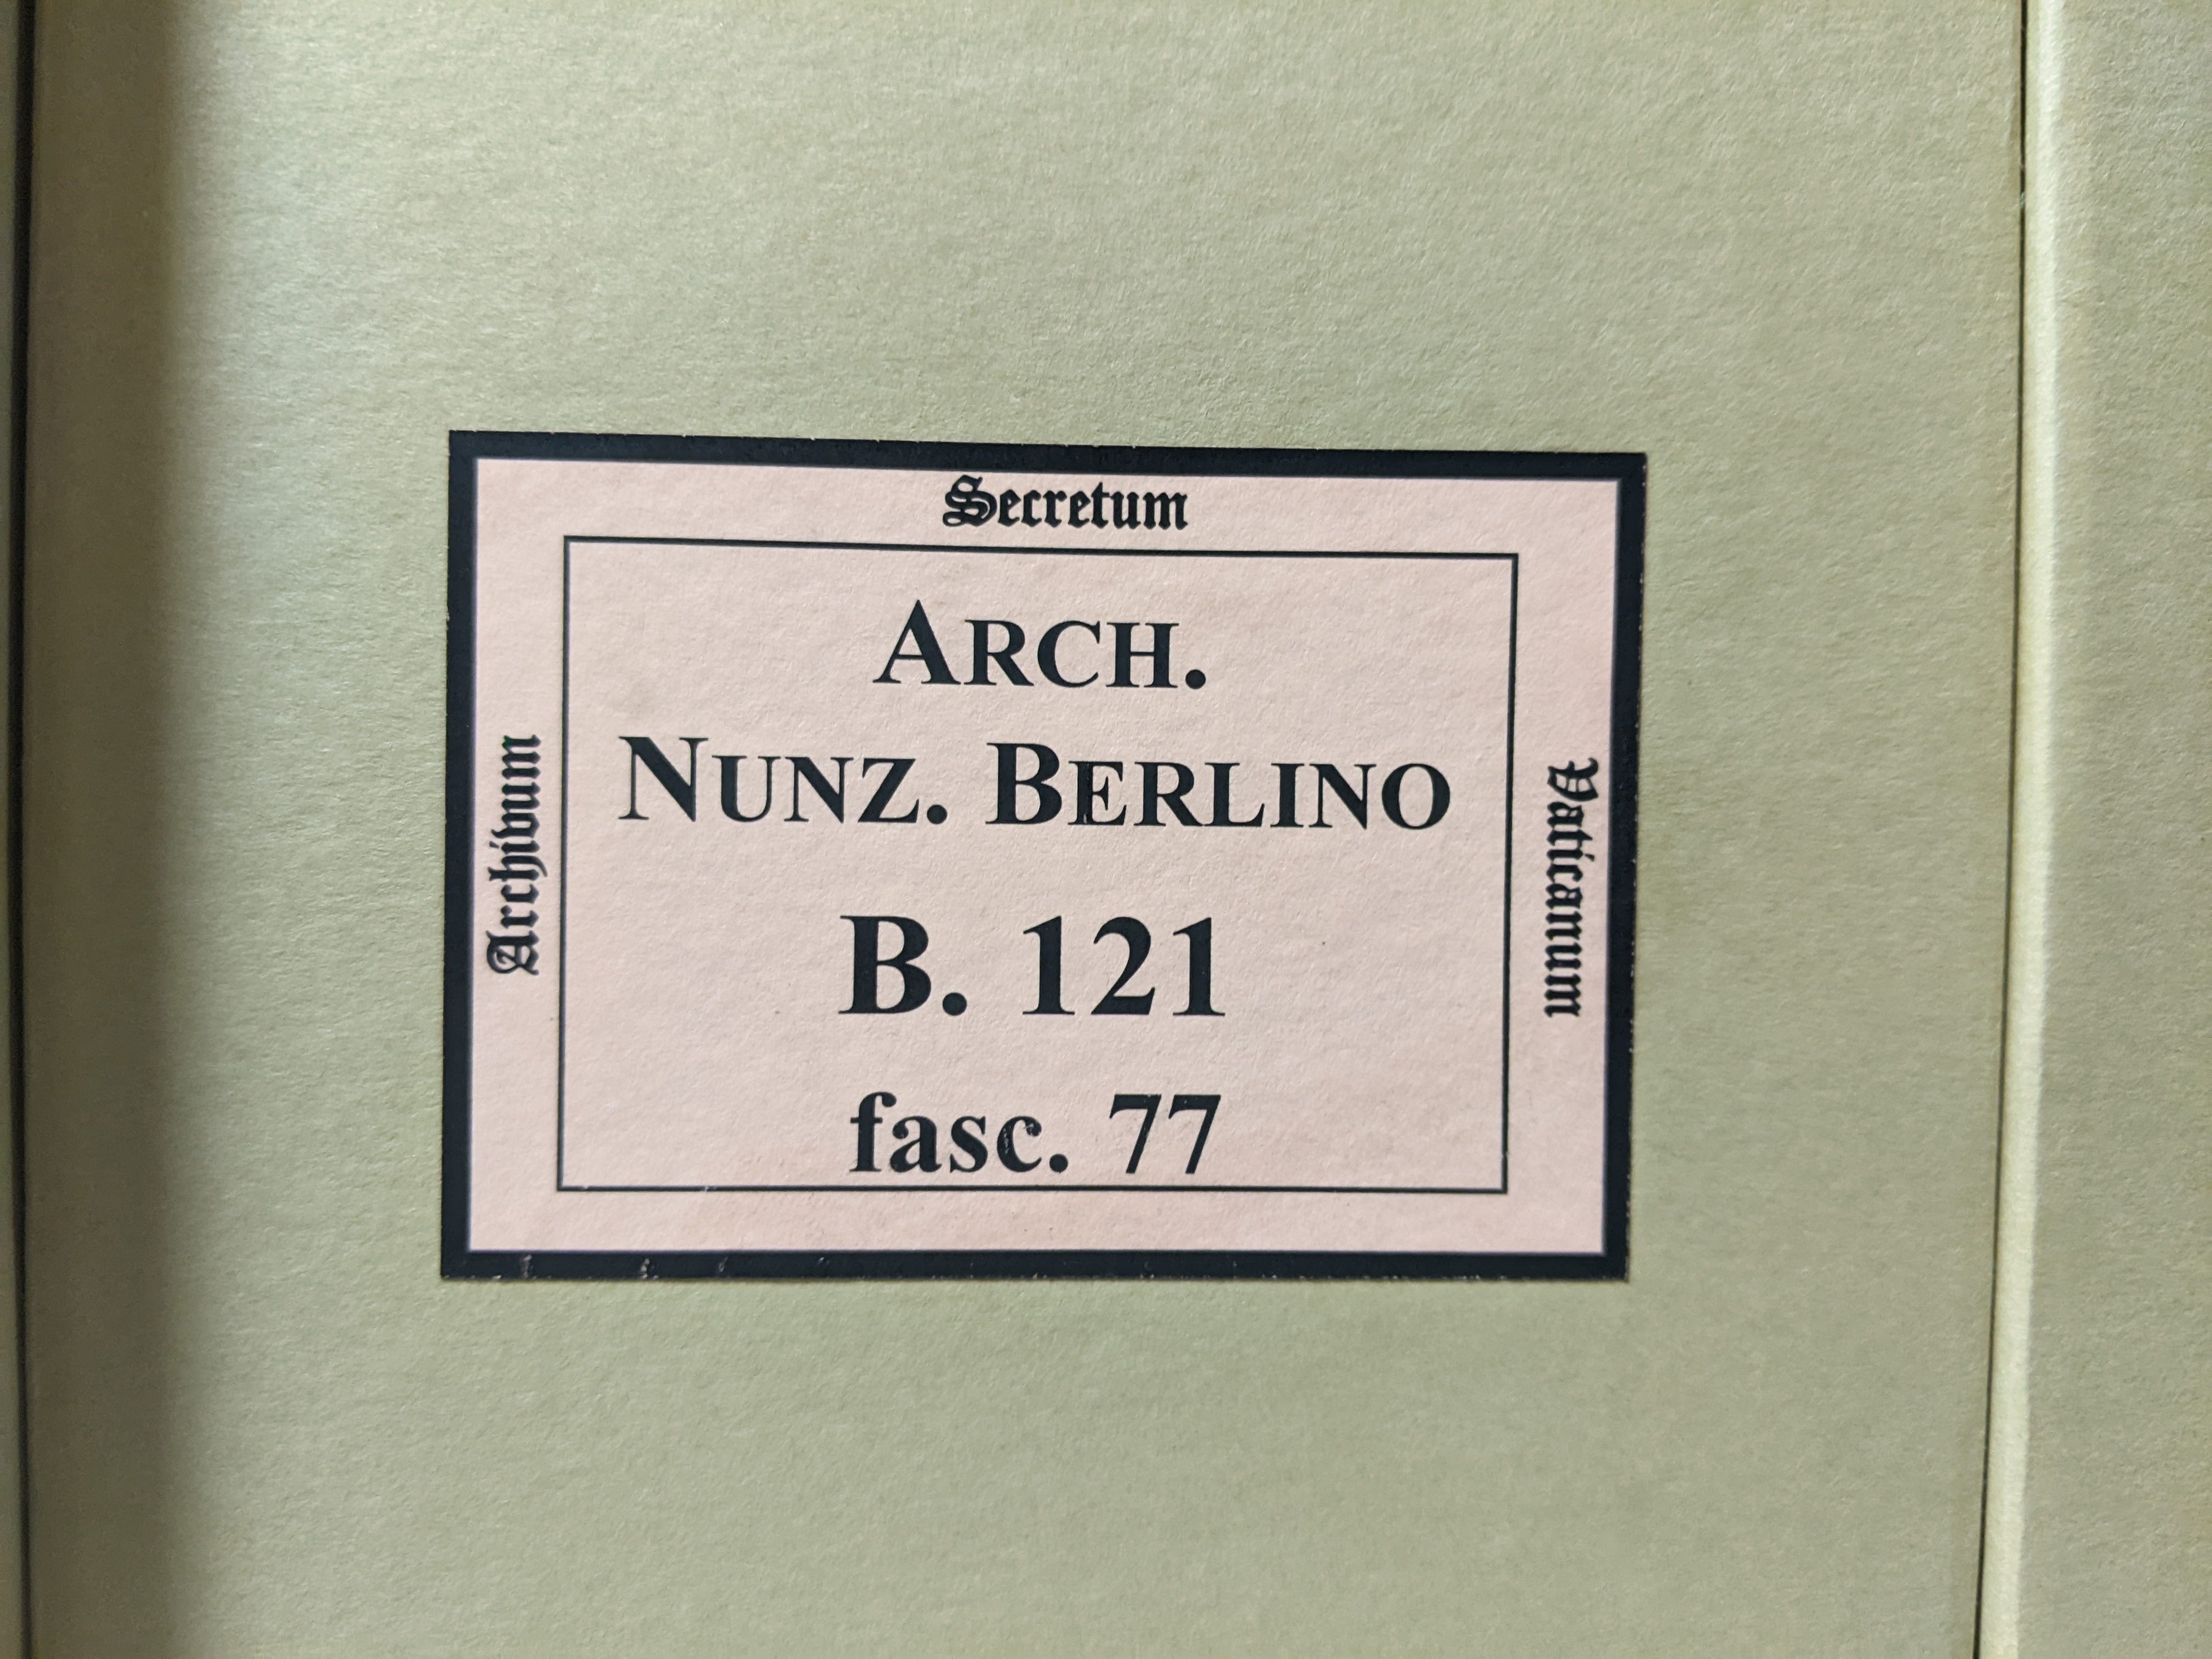 Archivum
Secretum
Vaticanum
ARCH.
NUNZ. BERLINO
B. 121
fasc. 77